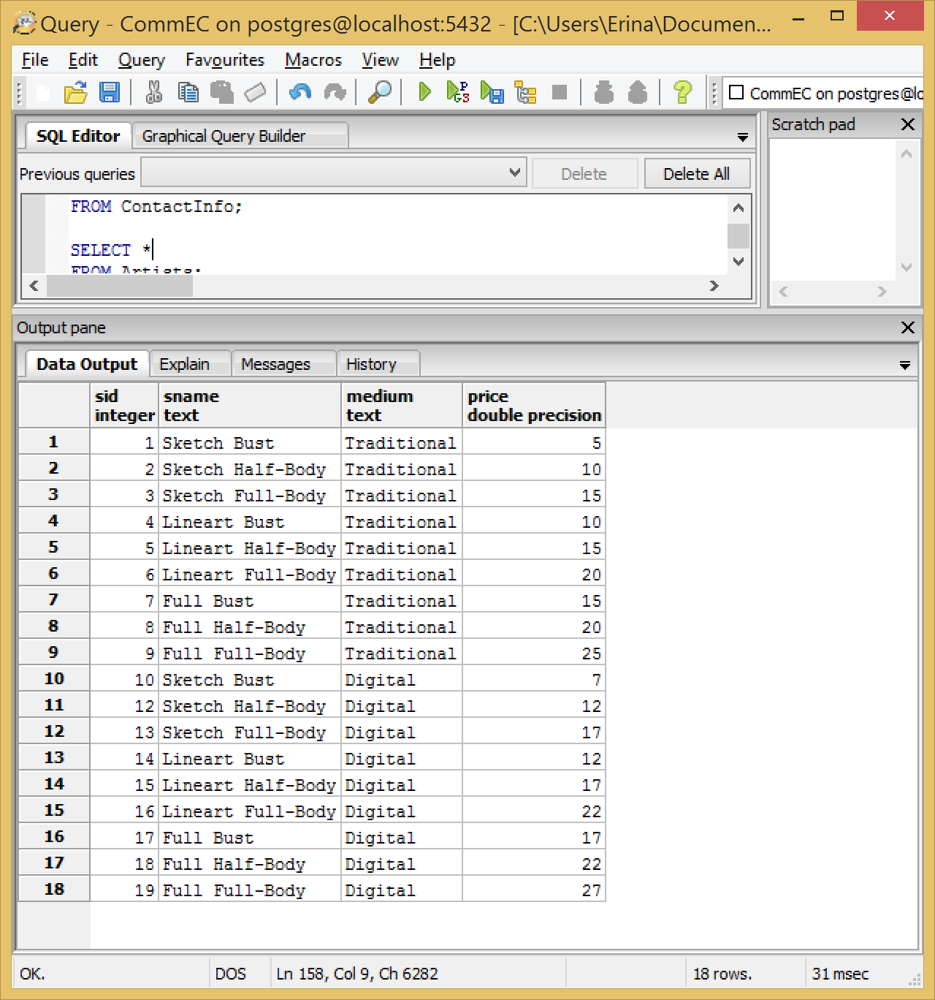 Query - CommEC on postgres@localhost:5432 - [C:\Users\Erina\Documen...
File Edit Query Favourites Macros View Help
CommEC on postgres@lo
SQL Editor Graphical Query Builder
Scratch pad
Previous queries Delete Delete All
FROM ContactInfo;
SELECT *
FROM Artists;
Output pane
Data Output Explain Messages History
sid sname medium price
integer text text double precision
1 1 Sketch Bust Traditional 5
2 2 Sketch Half-Body Traditional 10
3 3 Sketch Full-Body Traditional 15
4 4 Lineart Bust Traditional 10
5 5 Lineart Half-Body Traditional 15
6 6 Lineart Full-Body Traditional 20
7 7 Full Bust Traditional 15
8 8 Full Half-Body Traditional 20
9 9 Full Full-Body Traditional 25
10 10 Sketch Bust Digital 7
11 12 Sketch Half-Body Digital 12
12 13 Sketch Full-Body Digital 17
13 14 Lineart Bust Digital 12
14 15 Lineart Half-Body Digital 17
15 16 Lineart Full-Body Digital 22
16 17 Full Bust Digital 17
17 18 Full Half-Body Digital 22
18 19 Full Full-Body Digital 27
OK. DOS Ln 158, Col 9, Ch 6282 18 rows. 31 msec